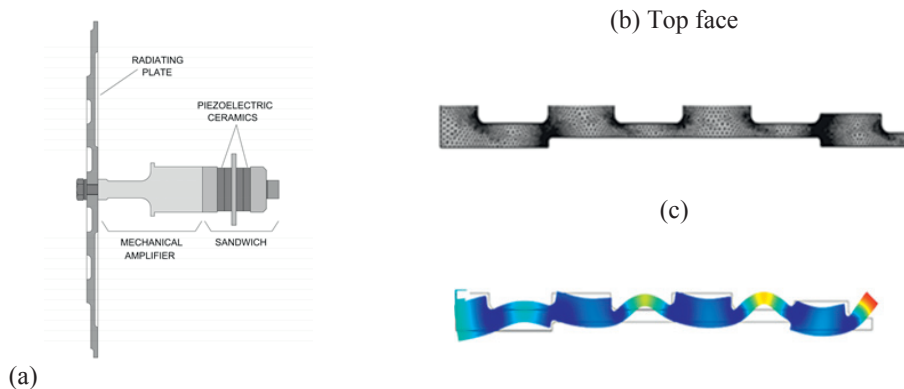 (b) Top face
RADIATING
PLATE
PIEZOELECTRIC
CERAMICS
(c)
MECHANICAL
AMPLIFIER
SANDWICH
(a)